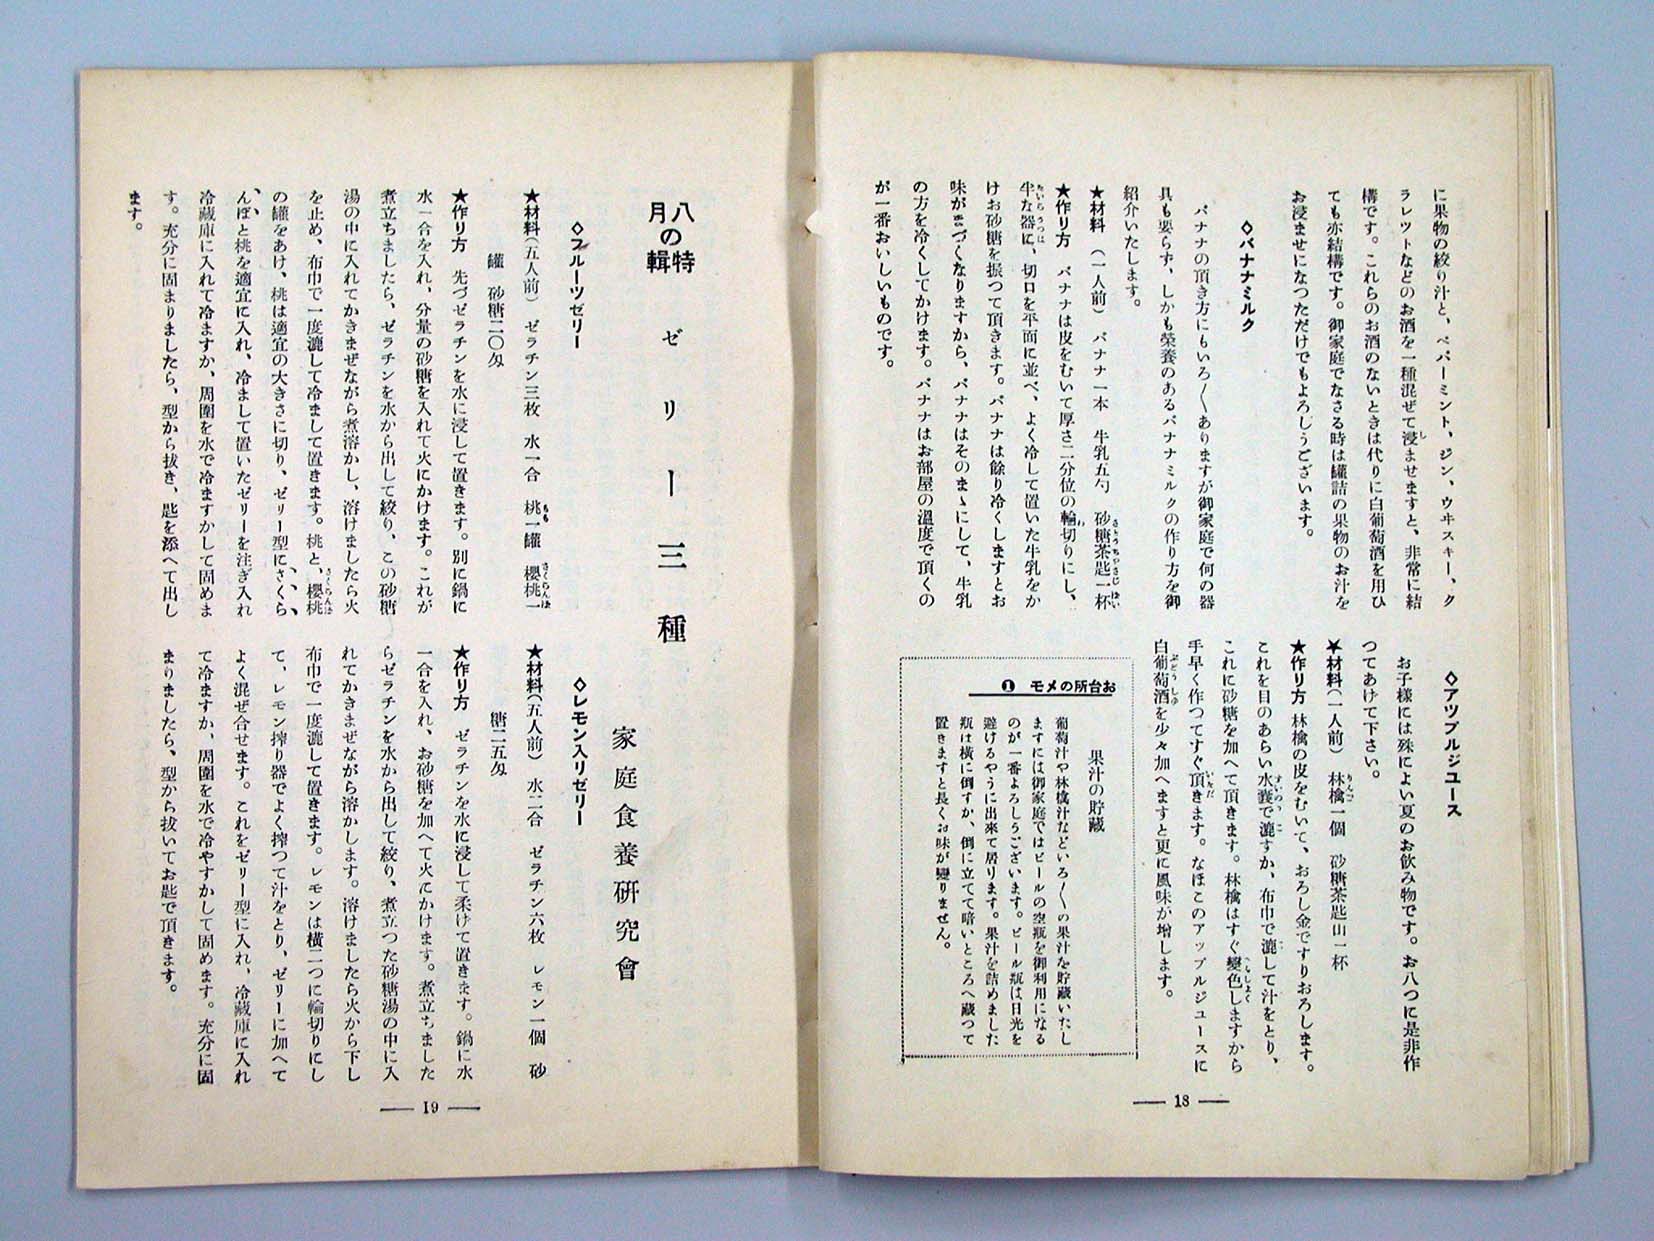 に果物の絞り汁と、ペパーミント、ジン、ウヰスキー、ク
ラレツトなどのお酒を一種混ぜて浸ませますと、非常に結
構です。これらのお酒のないときは代りに白葡萄酒を用ひ
ても亦結構です。御家庭でなさる時は罐詰の果物のお汁を
お浸ませになつただけでもよろしうございます。
◇バナナミルク
バナナの頂き方にもいろ〱ありますが御家庭で何の器
具も要らず、しかも榮養のあるバナナミルクの作り方を御
紹介いたします。
★材料（一人前）バナナ一本　牛乳五勺　砂糖茶匙一杯
★作り方　バナナは皮をむいて厚さ二分位の輪切りにし、
平な器に、切口を平面に並べ、よく冷して置いた牛乳をか
けお砂糖を振つて頂きます。バナナは餘り冷くしますとお
味がまづくなりますから、バナナはそのまゝにして、牛乳
の方を冷くしてかけます。バナナはお部屋の溫度で頂くの
が一番おいしいものです。
◇アツプルジユース
お子樣には殊によい夏のお飮み物です。お八つに是非作
つてあけて下さい。
★材料（一人前）林檎一個　砂糖茶匙山一杯
★作り方　林檎の皮をむいて、おろし金ですりおろします。
これを目のあらい水嚢で漉すか、布巾で漉して汁をとり、
これに砂糖を加へて頂きます。林檎はすぐ變色しますから
手早く作つてすぐ頂きます。なほこのアップルジユースに
白葡萄酒を少々加へますと更に風味が增します。
お台所のメモ　1
果汁の貯藏
葡萄汁や林檎汁などいろ〱の果汁を貯藏いたし
ますには御家庭ではビールの空瓶を御利用になる
のが一番よろしうございます。ビール瓶は日光を
避けるやうに出來て居ります。果汁を詰めました
瓶は橫に倒すか、倒に立てて暗いところへ藏つて
置きますと長くお味が變りません。
— 18 —
八月の特輯
ゼリー三種
家庭食養硏究會
◇フルーツゼリー
★材料（五人前）ゼラチン三枚　水一合　桃一罐　櫻桃一
罐　砂糖二〇匁
★作り方　先づゼラチンを水に浸して置きます。別に鍋に
水一合を入れ、分量の砂糖を入れて火にかけます。これが
煮立ちましたら、ゼラチンを水から出して絞り、この砂糖
湯の中に入れてかきまぜながら煮溶かし、溶けましたら火
を止め、布巾で一度漉して冷まして置きます。桃と、櫻桃
の罐をあけ、桃は適宜の大きさに切り、ゼリー型にさくら
んぼと桃を適宜に入れ、冷まして置いたゼリーを注ぎ入れ
冷藏庫に入れて冷ますか、周圍を水で冷ますかして固めま
す。充分に固まりましたら、型から拔き、匙を添へて出し
ます。
◇レモン入リゼリー
★材料（五人前）水二合　ゼラチン六枚　レモン一個　砂
糖二五匁
★作り方　ゼラチンを水に浸して柔けて置きます。鍋に水
一合を入れ、お砂糖を加へて火にかけます。煮立ちました
らゼラチンを水から出して絞り、煮立つた砂糖湯の中に入
れてかきまぜながら溶かします。溶けましたら火から下し
布巾で一度漉して置きます。レモンは橫二つに輪切りにし
て、レモン搾り器でよく搾つて汁をとり、ゼリーに加へて
よく混ぜ合せます。これをゼリー型に入れ、冷藏庫に入れ
て冷ますか、周圍を水で冷やすかして固めます。充分に固
まりましたら、型から拔いてお匙で頂きます。
— 19 —